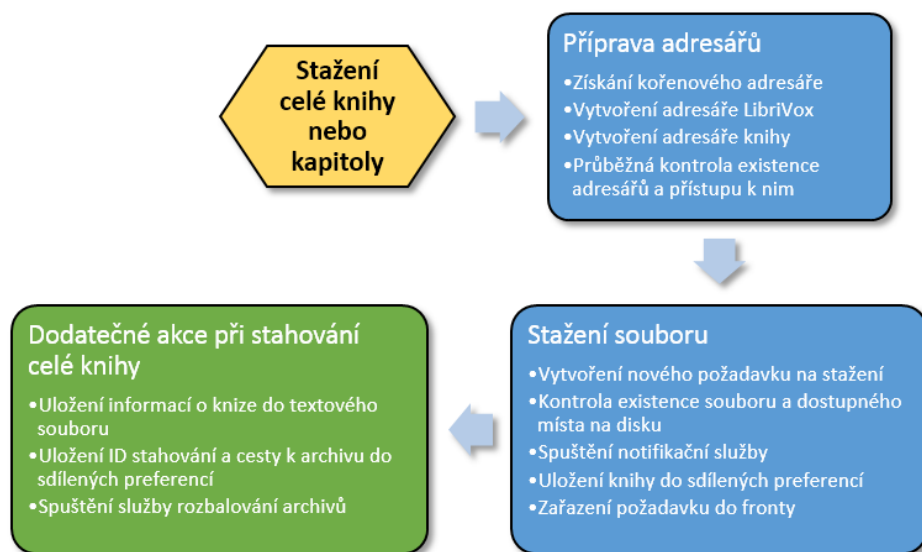 Stažení
celé knihy
nebo
kapitoly
Příprava adresářů
•Získání kořenového adresáře
•Vytvoření adresáře LibriVox
•Vytvoření adresáře knihy
•Průběžná kontrola existence
adresářů a přístupu k nim
Stažení souboru
•Vytvoření nového požadavku na stažení
•Kontrola existence souboru a dostupného
místa na disku
•Spuštění notifikační služby
•Uložení knihy do sdílených preferencí
•Zařazení požadavku do fronty
Dodatečné akce při stahování
celé knihy
•Uložení informací o knize do textového
souboru
•Uložení ID stahování a cesty k archivu do
sdílených preferencí
•Spuštění služby rozbalování archivů